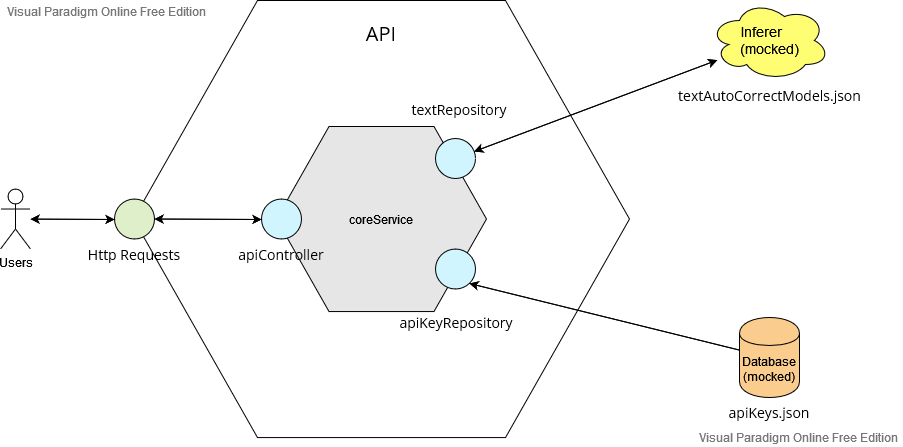 Visual Paradigm Online Free Edition
API
Inferer
(mocked)
textAutoCorrectModels.json
textRepository
coreService
Users
Http Requests
apiController
apiKeyRepository
Database
(mocked)
apiKeys.json
Visual Paradigm Online Free Edition